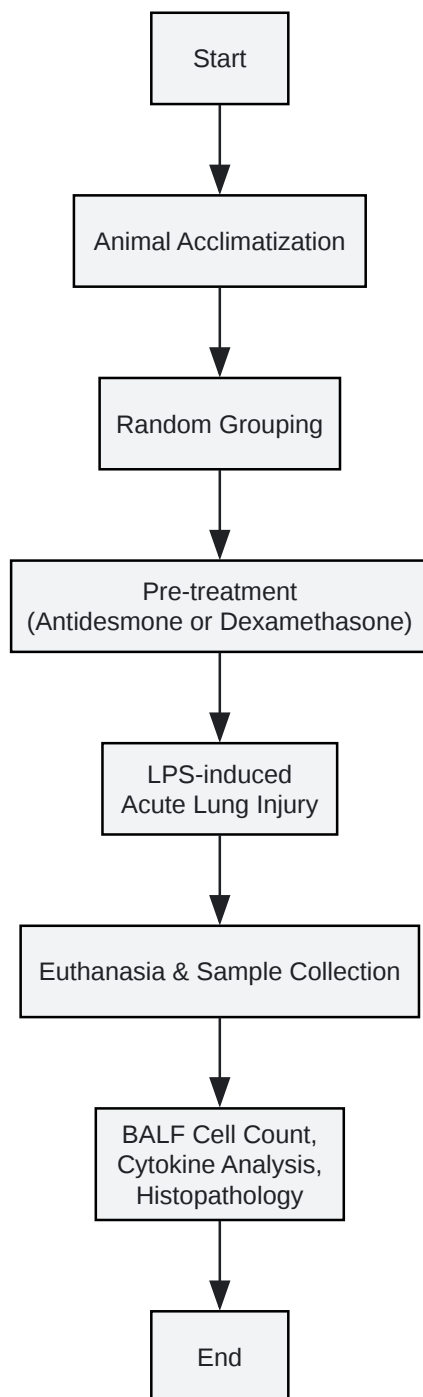 Start
Animal Acclimatization
Random Grouping
Pre-treatment
(Antidesmone or Dexamethasone)
LPS-induced
Acute Lung Injury
Euthanasia & Sample Collection
BALF Cell Count,
Cytokine Analysis,
Histopathology
End